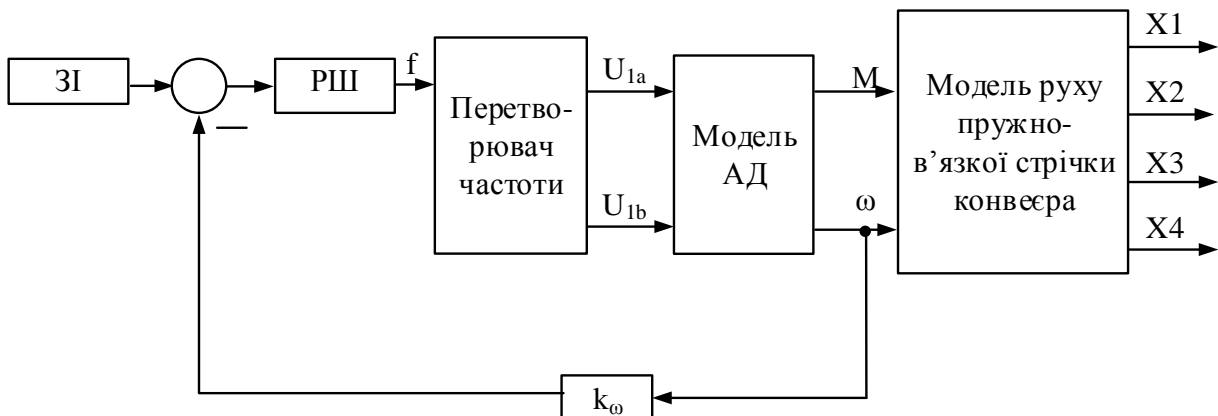 ЗІ
РШ
f
Перетво-
рювач
частоти
U1a
U1b
Модель
АД
M
ω
Модель руху
пружно-
в’язкої стрічки
конвеєра
X1
X2
X3
X4
kω